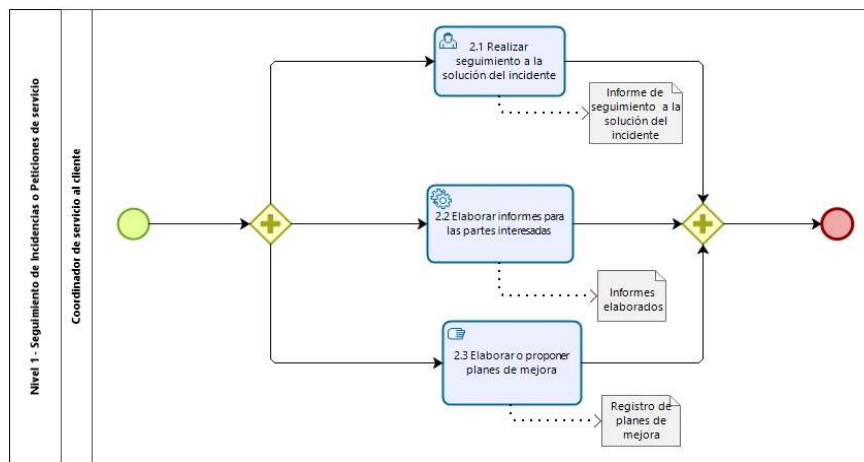 Nivel 1 - Seguimiento de Incidencias o Peticiones de servicio
Coordinador de servicio al cliente
2.1 Realizar
seguimiento a la
solución del incidente
Informe de
seguimiento a la
solución del
incidente
2.2 Elaborar informes para
las partes interesadas
Informes
elaborados
2.3 Elaborar o proponer
planes de mejora
Registro de
planes de
mejora